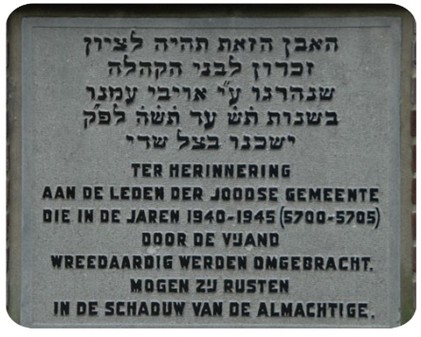 האבן הזאת תהיה לציון
זכרון לבני הקהלה
שנהרגו ע״י אויבי עמנו
בשנות תש עד תשה לפ״ק
ישכנו בצל שדי
TER HERINNERING
AAN DE LEDEN DER JOODSE GEMEENTE
DIE IN DE JAREN 1940-1945 (5700-5705)
DOOR DE VIJAND
WREEDAARDIG WERDEN OMGEBRACHT.
MOGEN ZIJ RUSTEN
IN DE SCHADUW VAN DE ALMACHTIGE.